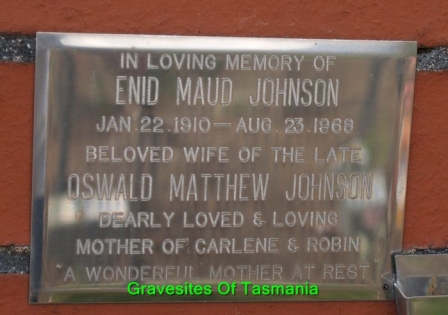 IN LOVING MEMORY OF
ENID MAUD JOHNSON
JAN. 22. 1910 — AUG. 23. 1968
BELOVED WIFE OF THE LATE
OSWALD MATTHEW JOHNSON
DEARLY LOVED & LOVING
MOTHER OF CARLENE & ROBIN
"A WONDERFUL MOTHER AT REST"
Gravesites Of Tasmania